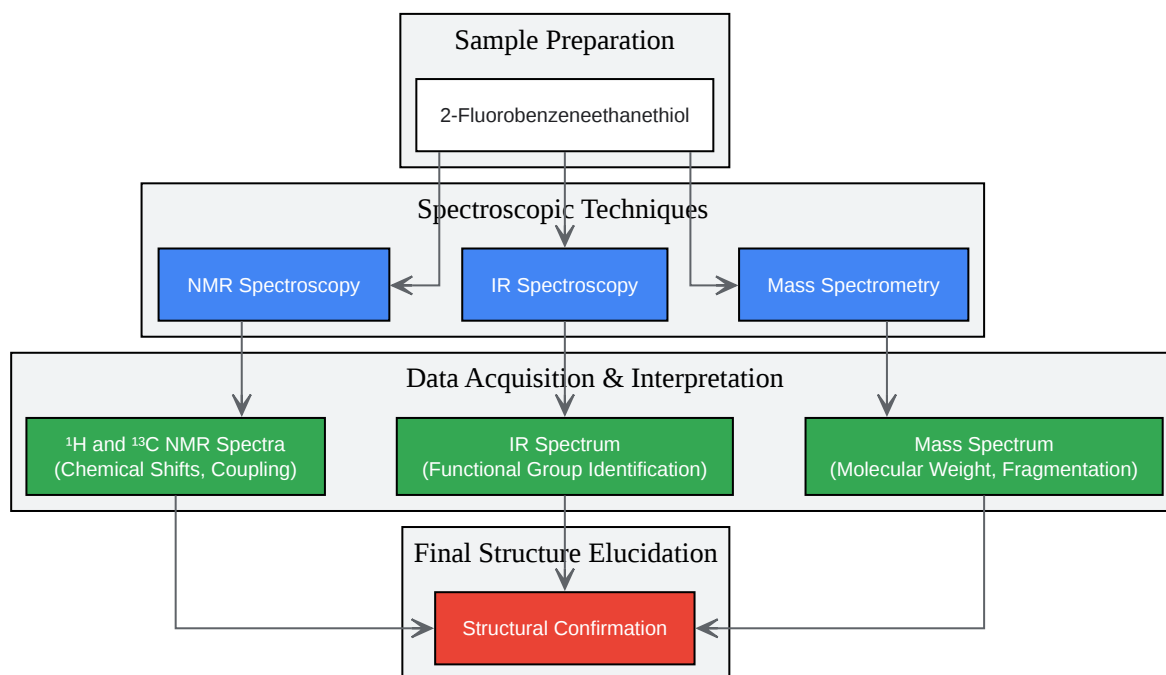 Sample Preparation
2-Fluorobenzeneethanethiol
Spectroscopic Techniques
NMR Spectroscopy
IR Spectroscopy
Mass Spectrometry
Data Acquisition & Interpretation
¹H and ¹³C NMR Spectra
(Chemical Shifts, Coupling)
IR Spectrum
(Functional Group Identification)
Mass Spectrum
(Molecular Weight, Fragmentation)
Final Structure Elucidation
Structural Confirmation